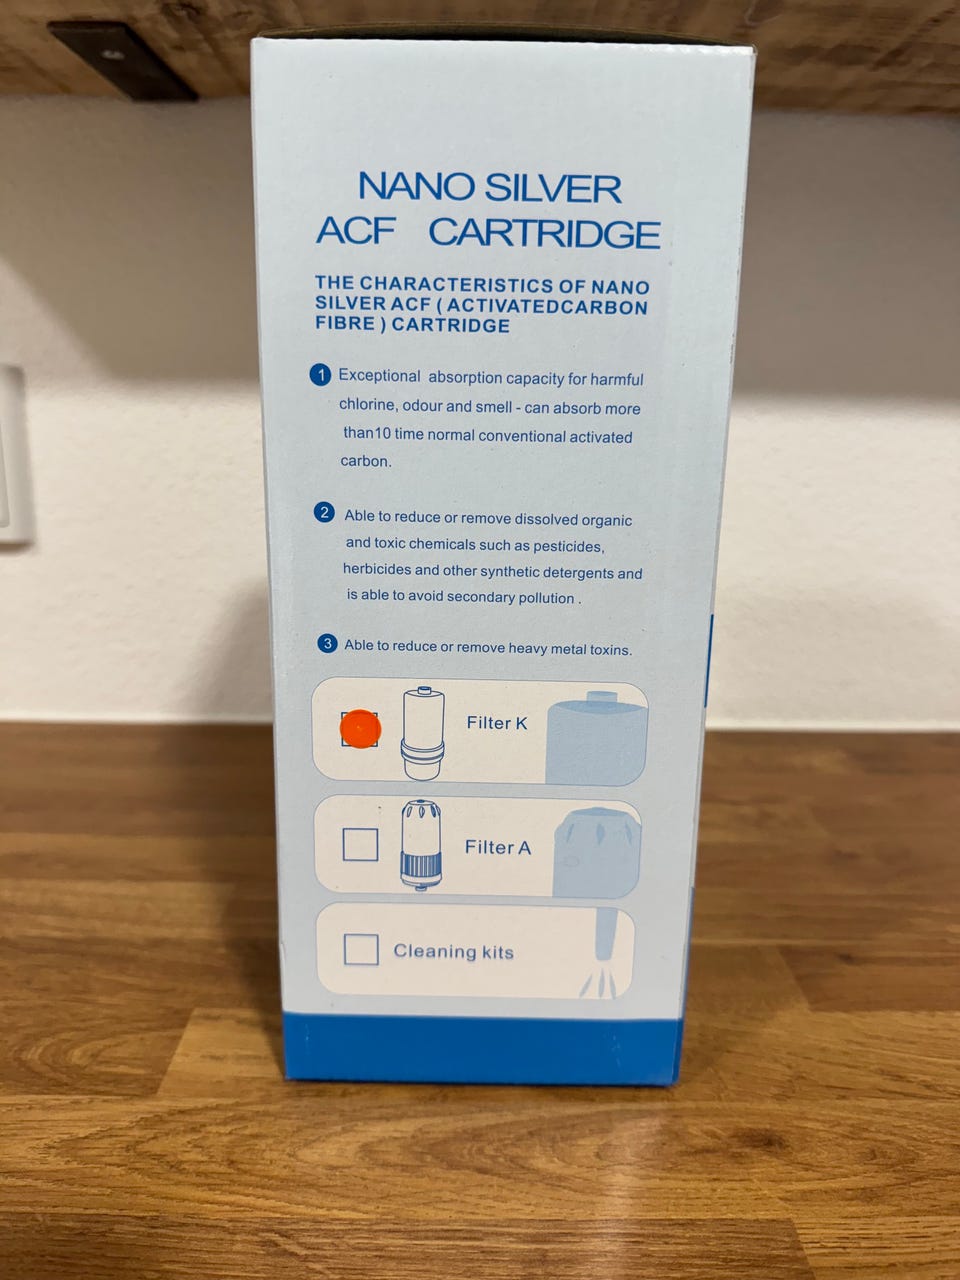 NANO SILVER
ACF CARTRIDGE
THE CHARACTERISTICS OF NANO
SILVER ACF ( ACTIVATEDCARBON
FIBRE ) CARTRIDGE
1 Exceptional absorption capacity for harmful
chlorine, odour and smell - can absorb more
than10 time normal conventional activated
carbon.
2 Able to reduce or remove dissolved organic
and toxic chemicals such as pesticides,
herbicides and other synthetic detergents and
is able to avoid secondary pollution .
3 Able to reduce or remove heavy metal toxins.
Filter K
Filter A
Cleaning kits